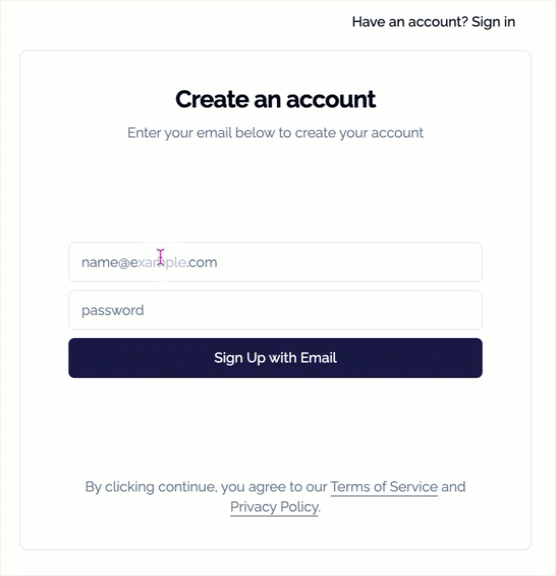 Have an account? Sign in
Create an account
Enter your email below to create your account
name@example.com
password
Sign Up with Email
By clicking continue, you agree to our Terms of Service and
Privacy Policy.